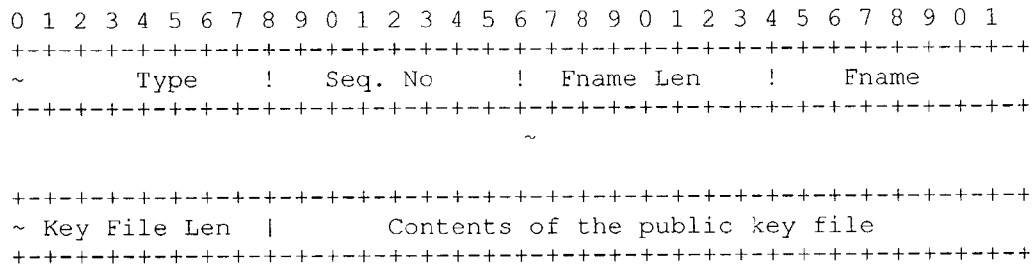 0 1 2 3 4 5 6 7 8 9 0 1 2 3 4 5 6 7 8 9 0 1 2 3 4 5 6 7 8 9 0 1
+-+-+-+-+-+-+-+-+-+-+-+-+-+-+-+-+-+-+-+-+-+-+-+-+-+-+-+-+-+-+-+-+
~ Type ! Seq. No ! Fname Len ! Fname
+-+-+-+-+-+-+-+-+-+-+-+-+-+-+-+-+-+-+-+-+-+-+-+-+-+-+-+-+-+-+-+-+
~
+-+-+-+-+-+-+-+-+-+-+-+-+-+-+-+-+-+-+-+-+-+-+-+-+-+-+-+-+-+-+-+-+
~ Key File Len | Contents of the public key file
+-+-+-+-+-+-+-+-+-+-+-+-+-+-+-+-+-+-+-+-+-+-+-+-+-+-+-+-+-+-+-+-+